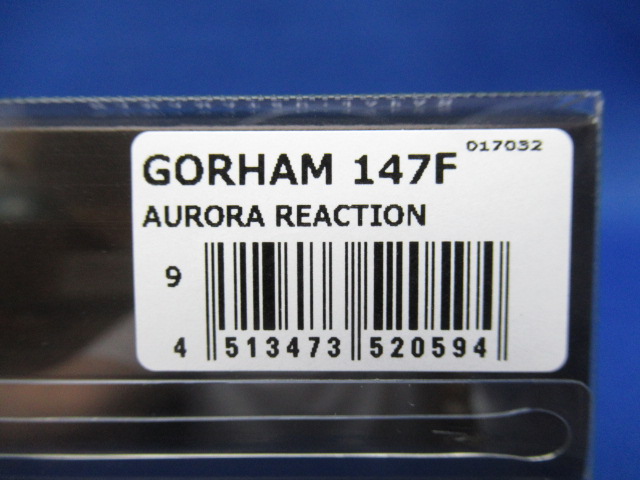 017032
GORHAM 147F
AURORA REACTION
9
4 513473 520594